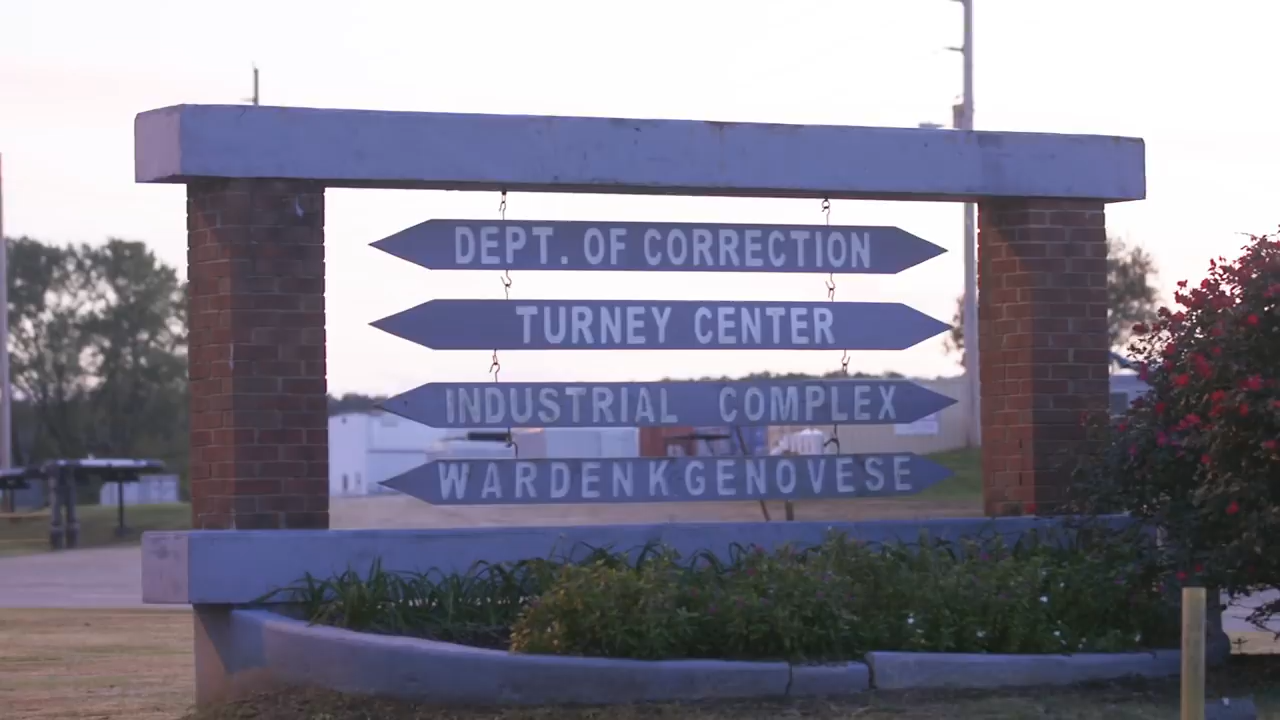 DEPT. OF CORRECTION
TURNEY CENTER
INDUSTRIAL COMPLEX
WARDEN K GENOVESE